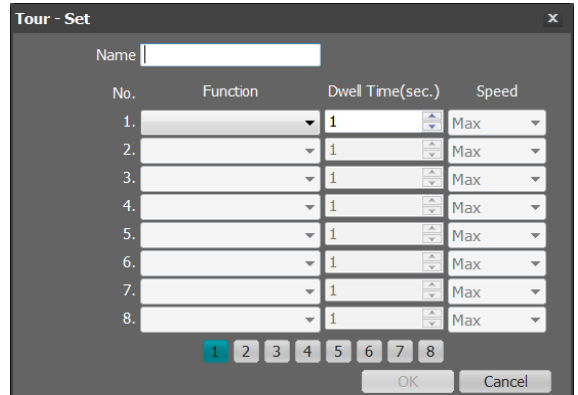 Tour - Set x
Name
No. Function Dwell Time(sec.) Speed
1. 1 Max
2. 1 Max
3. 1 Max
4. 1 Max
5. 1 Max
6. 1 Max
7. 1 Max
8. 1 Max
1 2 3 4 5 6 7 8
OK Cancel